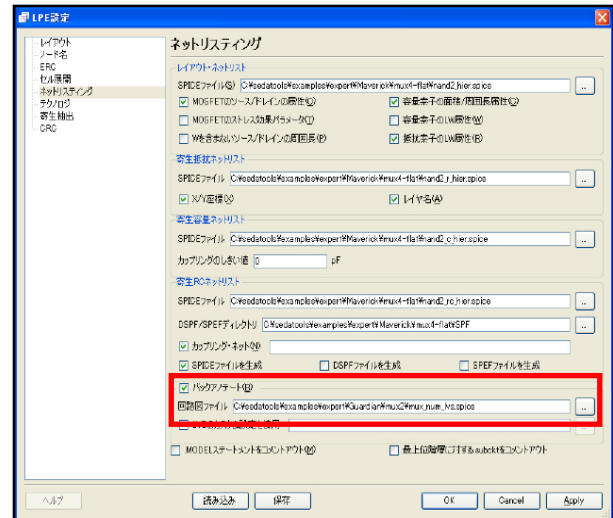 LPE設定
レイアウト
ノード名
ERC
セル展開
ネットリスティング
テクノロジ
寄生抽出
CRC
ネットリスティング
レイアウト・ネットリスト
SPICEファイル(S) C:¥sedatools¥examples¥expert¥Maverick¥mux4-flat¥nand2_hier.spice ...
MOSFETのソース/ドレインの属性 容量素子の面積/周囲長属性
MOSFETのストレス効果パラメータ 容量素子のLW属性(W)
Wを含まないソース/ドレインの周囲長(P) 抵抗素子のLW属性(R)
寄生抵抗ネットリスト
SPICEファイル C:¥sedatools¥examples¥expert¥Maverick¥mux4-flat¥nand2_r_hier.spice ...
X/Y座標(X) レイヤ名(A)
寄生容量ネットリスト
SPICEファイル C:¥sedatools¥examples¥expert¥Maverick¥mux4-flat¥nand2_c_hier.spice ...
カップリングのしきい値 0 pF
寄生RCネットリスト
SPICEファイル C:¥sedatools¥examples¥expert¥Maverick¥mux4-flat¥nand2_rc_hier.spice ...
DSPF/SPEFディレクトリ C:¥sedatools¥examples¥expert¥Maverick¥mux4-flat¥SPF ...
カップリング・ネット(N)
SPICEファイルを生成 DSPFファイルを生成 SPEFファイルを生成
バックアノテート(B)
回路図ファイル C:¥sedatools¥examples¥expert¥Guardian¥mux2¥mux_num_lvs.spice ...
MODELステートメントをコメントアウト(M) 最上位階層に対するsubcktをコメントアウト
ヘルプ 読み込み 保存 OK Cancel Apply